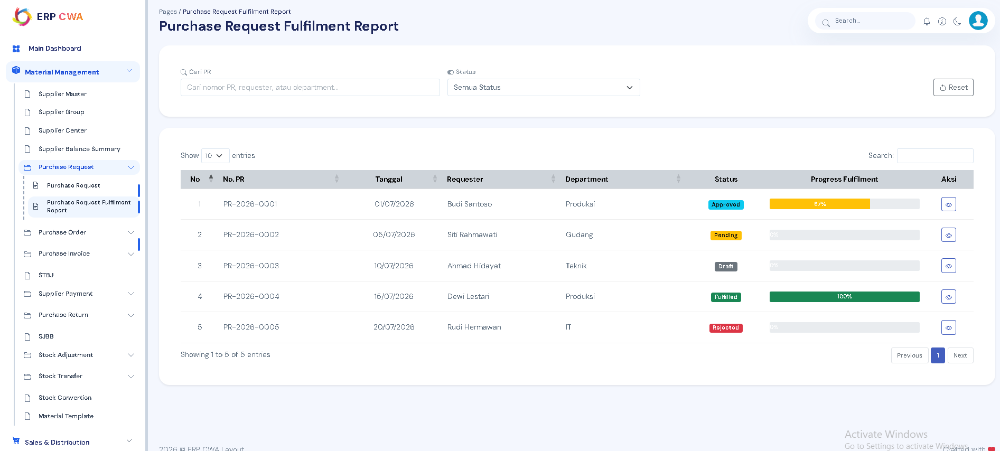 ERP CWA
Main Dashboard
Material Management
Supplier Master
Supplier Group
Supplier Center
Supplier Balance Summary
Purchase Request
Purchase Request
Purchase Request Fulfilment
Report
Purchase Order
Purchase Invoice
STBJ
Supplier Payment
Purchase Return
SJBB
Stock Adjustment
Stock Transfer
Stock Convertion
Material Template
Sales & Distribution
Pages / Purchase Request Fulfilment Report
Purchase Request Fulfilment Report
Search...
Cari PR
Status
Cari nomor PR, requester, atau department...
Semua Status
Reset
Show 10 entries
Search:
No No. PR Tanggal Requester Department Status Progress Fulfilment Aksi
1 PR-2026-0001 01/07/2026 Budi Santoso Produksi Approved 67%
2 PR-2026-0002 05/07/2026 Siti Rahmawati Gudang Pending 0%
3 PR-2026-0003 10/07/2026 Ahmad Hidayat Teknik Draft 0%
4 PR-2026-0004 15/07/2026 Dewi Lestari Produksi Fulfilled 100%
5 PR-2026-0005 20/07/2026 Rudi Hermawan IT Rejected 0%
Showing 1 to 5 of 5 entries
Previous 1 Next
Activate Windows
Go to Settings to activate Windows.
2026 © ERP CWA Layout
Crafted with